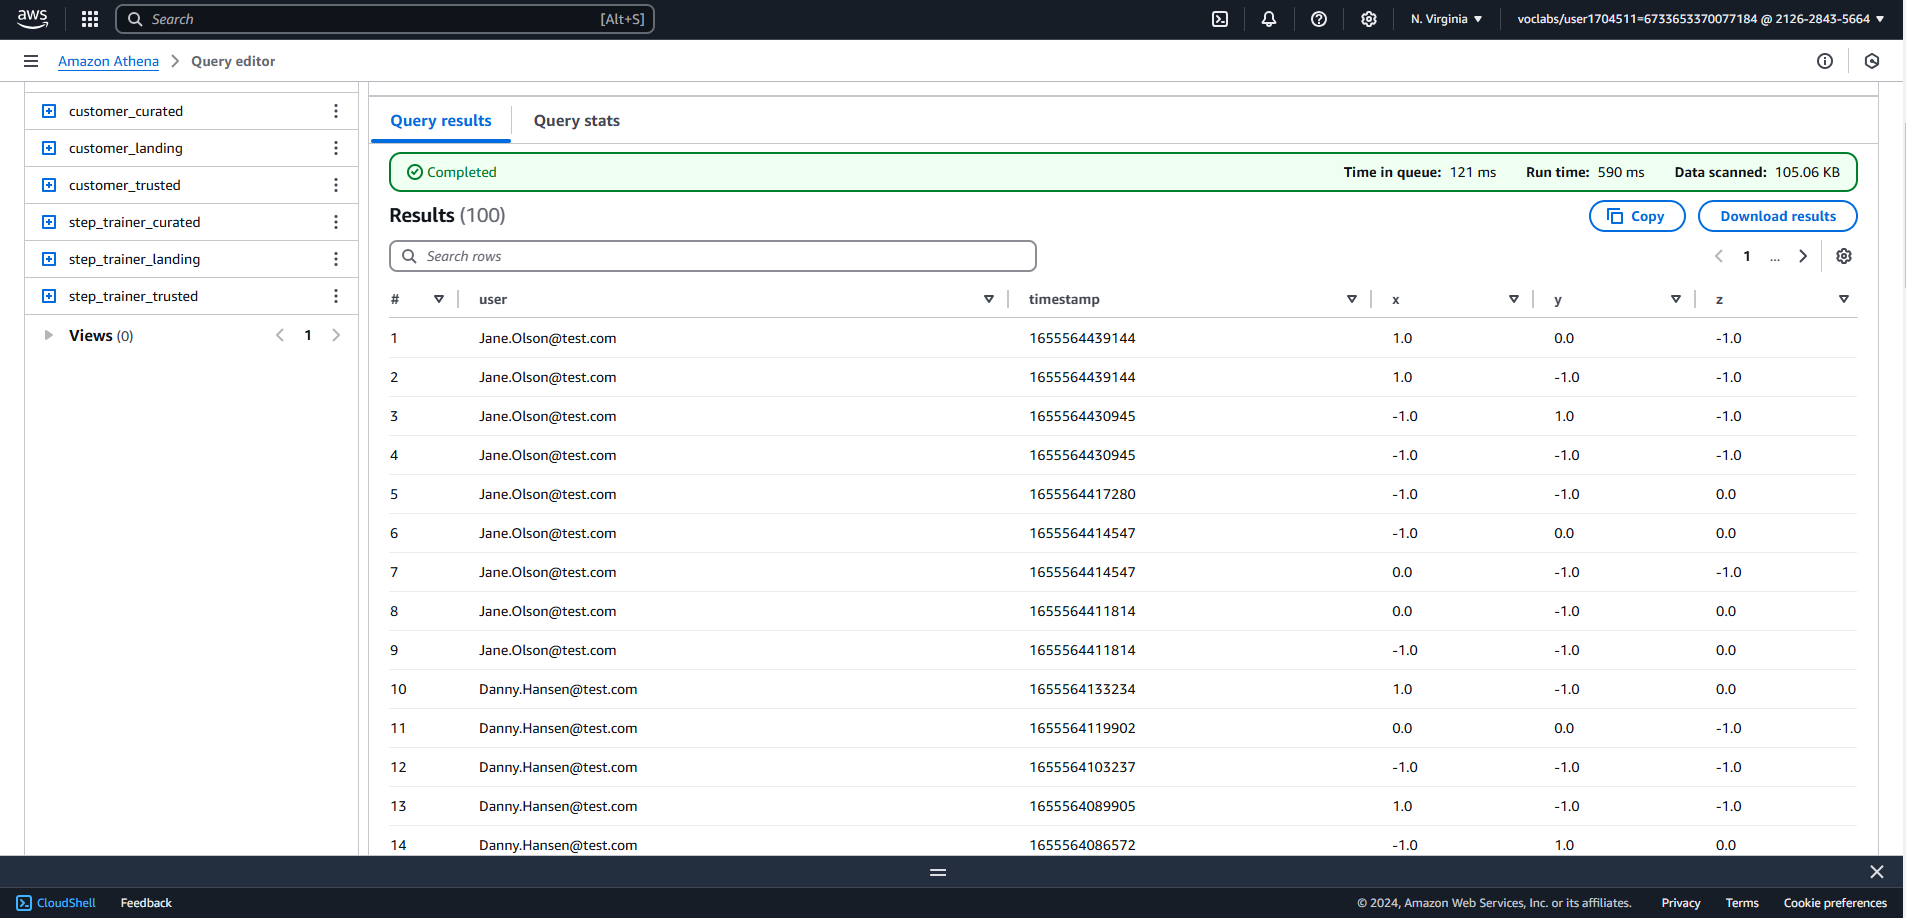 aws Search [Alt+S] N. Virginia voclabs/user1704511=6733653370077184 @ 2126-2843-5664
Amazon Athena Query editor
customer_curated
customer_landing
customer_trusted
step_trainer_curated
step_trainer_landing
step_trainer_trusted
Views (0) 1
Query results Query stats
Completed Time in queue: 121 ms Run time: 590 ms Data scanned: 105.06 KB
Results (100) Copy Download results
Search rows 1 ...
# user timestamp x y z
1 Jane.Olson@test.com 1655564439144 1.0 0.0 -1.0
2 Jane.Olson@test.com 1655564439144 1.0 -1.0 -1.0
3 Jane.Olson@test.com 1655564430945 -1.0 1.0 -1.0
4 Jane.Olson@test.com 1655564430945 -1.0 -1.0 -1.0
5 Jane.Olson@test.com 1655564417280 -1.0 -1.0 0.0
6 Jane.Olson@test.com 1655564414547 -1.0 0.0 0.0
7 Jane.Olson@test.com 1655564414547 0.0 -1.0 -1.0
8 Jane.Olson@test.com 1655564411814 0.0 -1.0 0.0
9 Jane.Olson@test.com 1655564411814 -1.0 -1.0 0.0
10 Danny.Hansen@test.com 1655564133234 1.0 -1.0 0.0
11 Danny.Hansen@test.com 1655564119902 0.0 0.0 -1.0
12 Danny.Hansen@test.com 1655564103237 -1.0 -1.0 -1.0
13 Danny.Hansen@test.com 1655564089905 1.0 -1.0 -1.0
14 Danny.Hansen@test.com 1655564086572 -1.0 1.0 0.0
CloudShell Feedback © 2024, Amazon Web Services, Inc. or its affiliates. Privacy Terms Cookie preferences